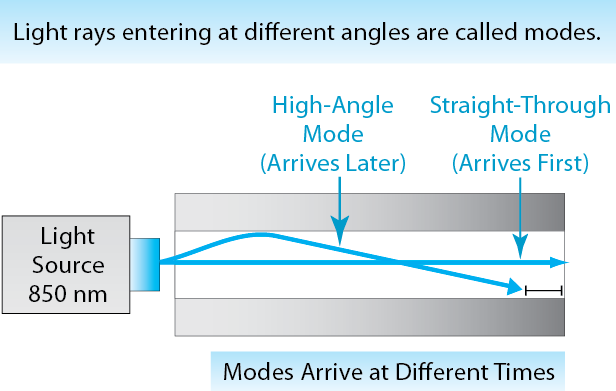 Light rays entering at different angles are called modes.
High-Angle
Mode
(Arrives Later)
Straight-Through
Mode
(Arrives First)
Light
Source
850 nm
Modes Arrive at Different Times